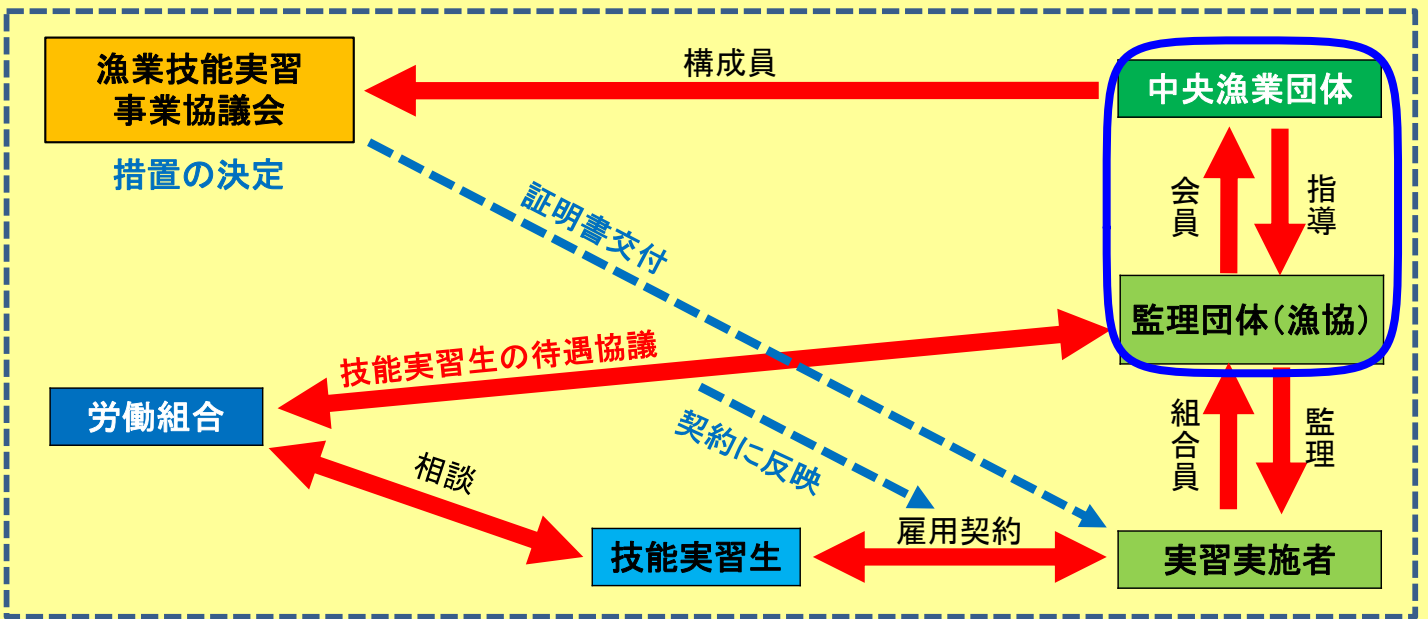 漁業技能実習
事業協議会
措置の決定
構成員
中央漁業団体
会員
指導
証明書交付
監理団体(漁協)
技能実習生の待遇協議
労働組合
契約に反映
組合員
監理
相談
雇用契約
技能実習生
実習実施者